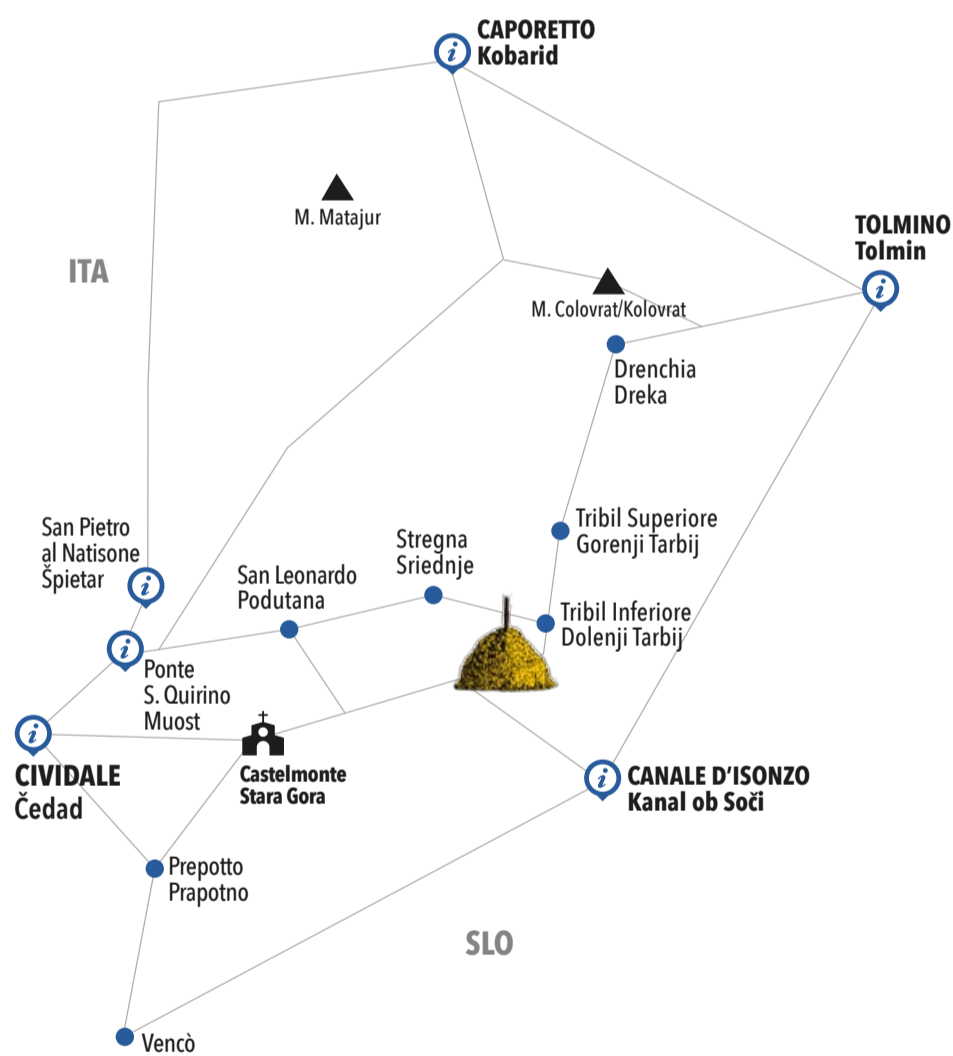 CAPORETTO
Kobarid
M. Matajur
TOLMINO
Tolmin
ITA
M. Colovrat/Kolovrat
Drenchia
Dreka
San Pietro
al Natisone
Špietar
Stregna
Sriednje
Tribil Superiore
Gorenji Tarbij
San Leonardo
Podutana
Tribil Inferiore
Dolenji Tarbij
Ponte
S. Quirino
Muost
CIVIDALE
Čedad
Castelmonte
Stara Gora
CANALE D'ISONZO
Kanal ob Soči
Prepotto
Prapotno
SLO
Vencò